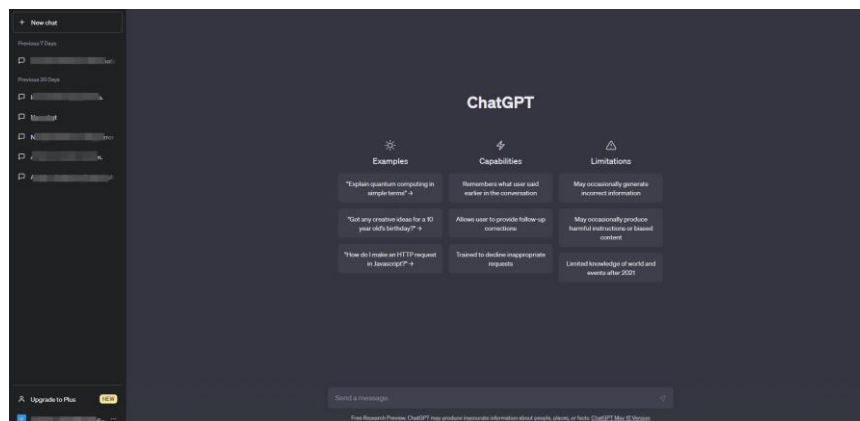 + New chat
Previous 7 Days
Previous 30 Days
Upgrade to Plus
NEW
ChatGPT
Examples
"Explain quantum computing in
simple terms" →
"Got any creative ideas for a 10
year old's birthday?" →
"How do I make an HTTP request
in Javascript?" →
Capabilities
Remembers what user said
earlier in the conversation
Allows user to provide follow-up
corrections
Trained to decline inappropriate
requests
Limitations
May occasionally generate
incorrect information
May occasionally produce
harmful instructions or biased
content
Limited knowledge of world and
events after 2021
Send a message.
Free Research Preview. ChatGPT may produce inaccurate information about people, places, or facts. ChatGPT May 12 Version